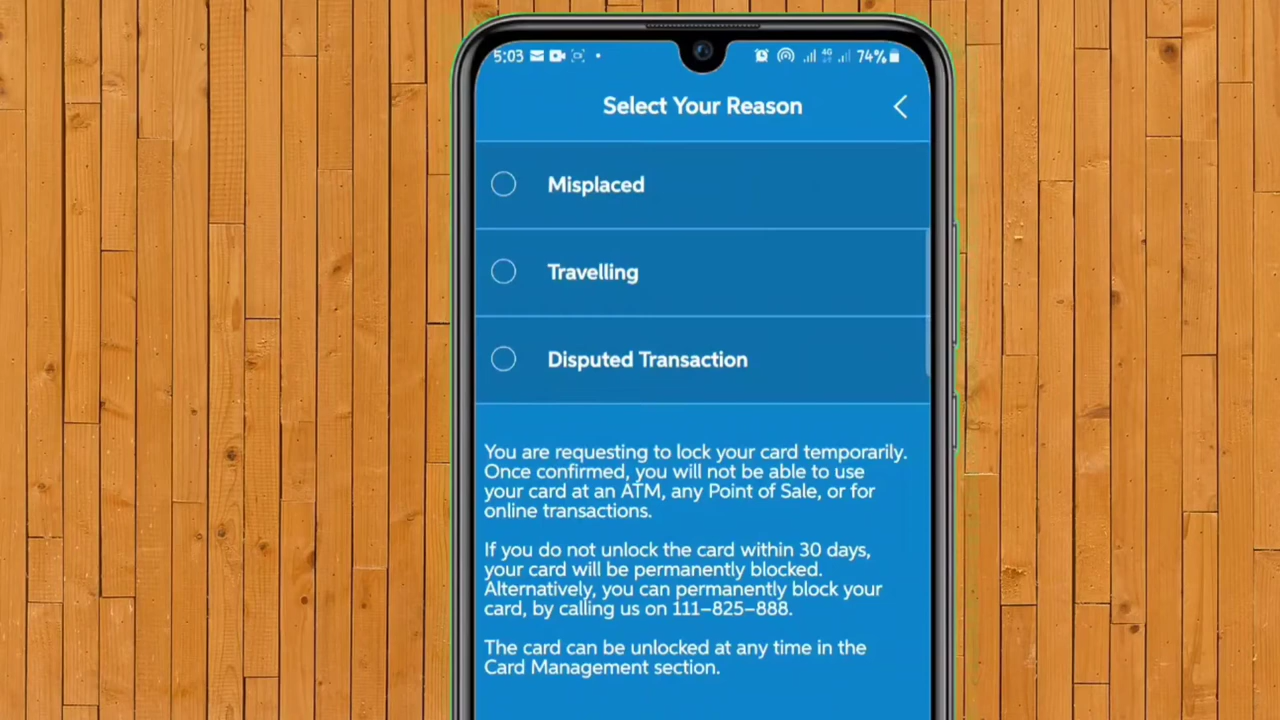 5:03 4G 74%
Select Your Reason
Misplaced
Travelling
Disputed Transaction
You are requesting to lock your card temporarily.
Once confirmed, you will not be able to use
your card at an ATM, any Point of Sale, or for
online transactions.
If you do not unlock the card within 30 days,
your card will be permanently blocked.
Alternatively, you can permanently block your
card, by calling us on 111–825–888.
The card can be unlocked at any time in the
Card Management section.